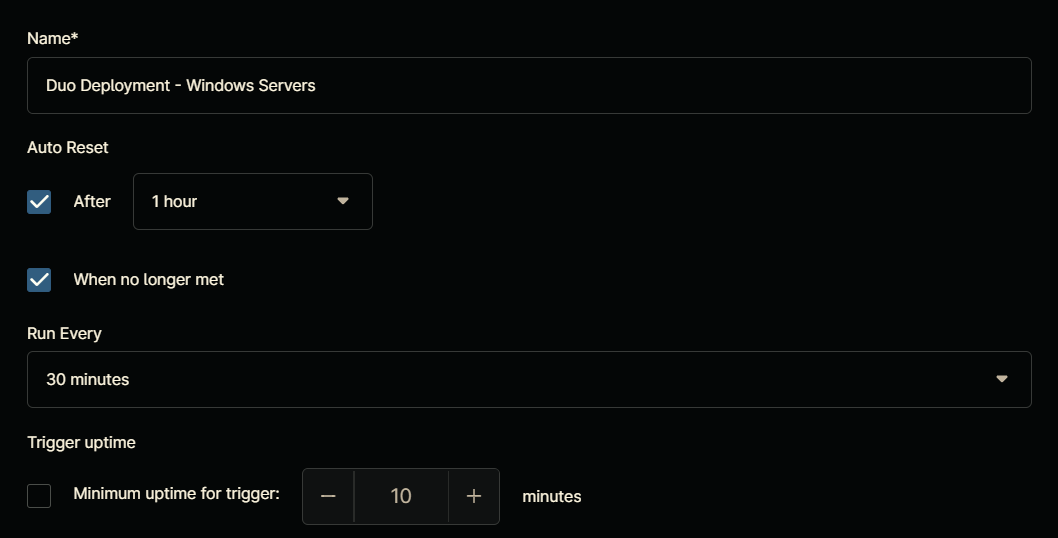 Name*
Duo Deployment - Windows Servers
Auto Reset
After 1 hour
When no longer met
Run Every
30 minutes
Trigger uptime
Minimum uptime for trigger: − 10 + minutes